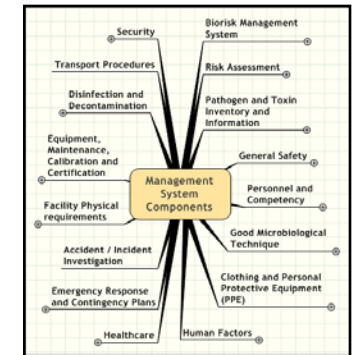 Security
Transport Procedures
Disinfection and
Decontamination
Equipment,
Maintenance,
Calibration and
Certification
Facility Physical
requirements
Accident / Incident
Investigation
Emergency Response
and Contingency Plans
Healthcare
Management
System
Components
Biorisk Management
System
Risk Assessment
Pathogen and Toxin
Inventory and
Information
General Safety
Personnel and
Competency
Good Microbiological
Technique
Clothing and Personal
Protective Equipment
(PPE)
Human Factors